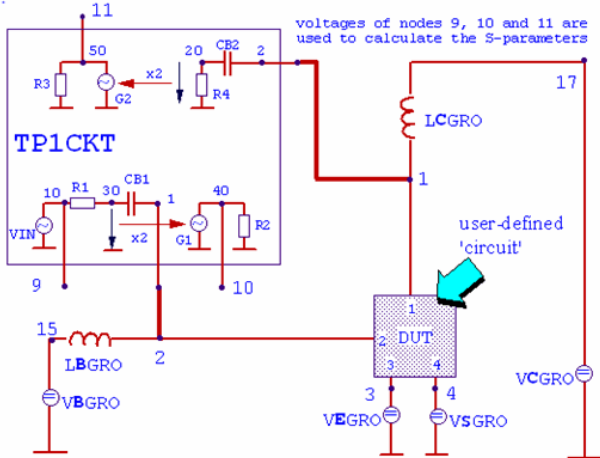 11
voltages of nodes 9, 10 and 11 are
used to calculate the S-parameters
50
20
CB2
2
17
R3
x2
G2
R4
LCGRO
TP1CKT
1
10
R1
30
CB1
1
40
VIN
x2
G1
R2
user-defined
'circuit'
9
10
1
15
2
DUT
LBGRO
2
3
4
VBGRO
3
4
VCGRO
VEGRO
VSGRO